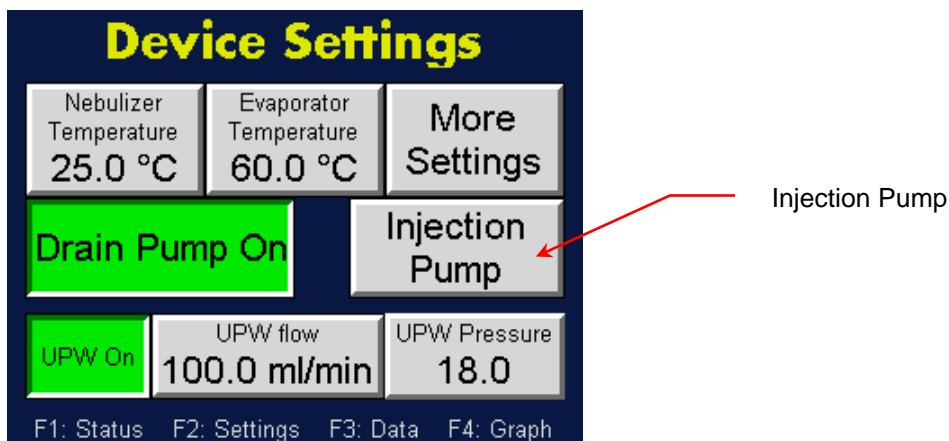 Device Settings
Nebulizer
Temperature
25.0 °C
Evaporator
Temperature
60.0 °C
More
Settings
Drain Pump On
Injection
Pump
Injection Pump
UPW On
UPW flow
100.0 ml/min
UPW Pressure
18.0
F1: Status F2: Settings F3: Data F4: Graph